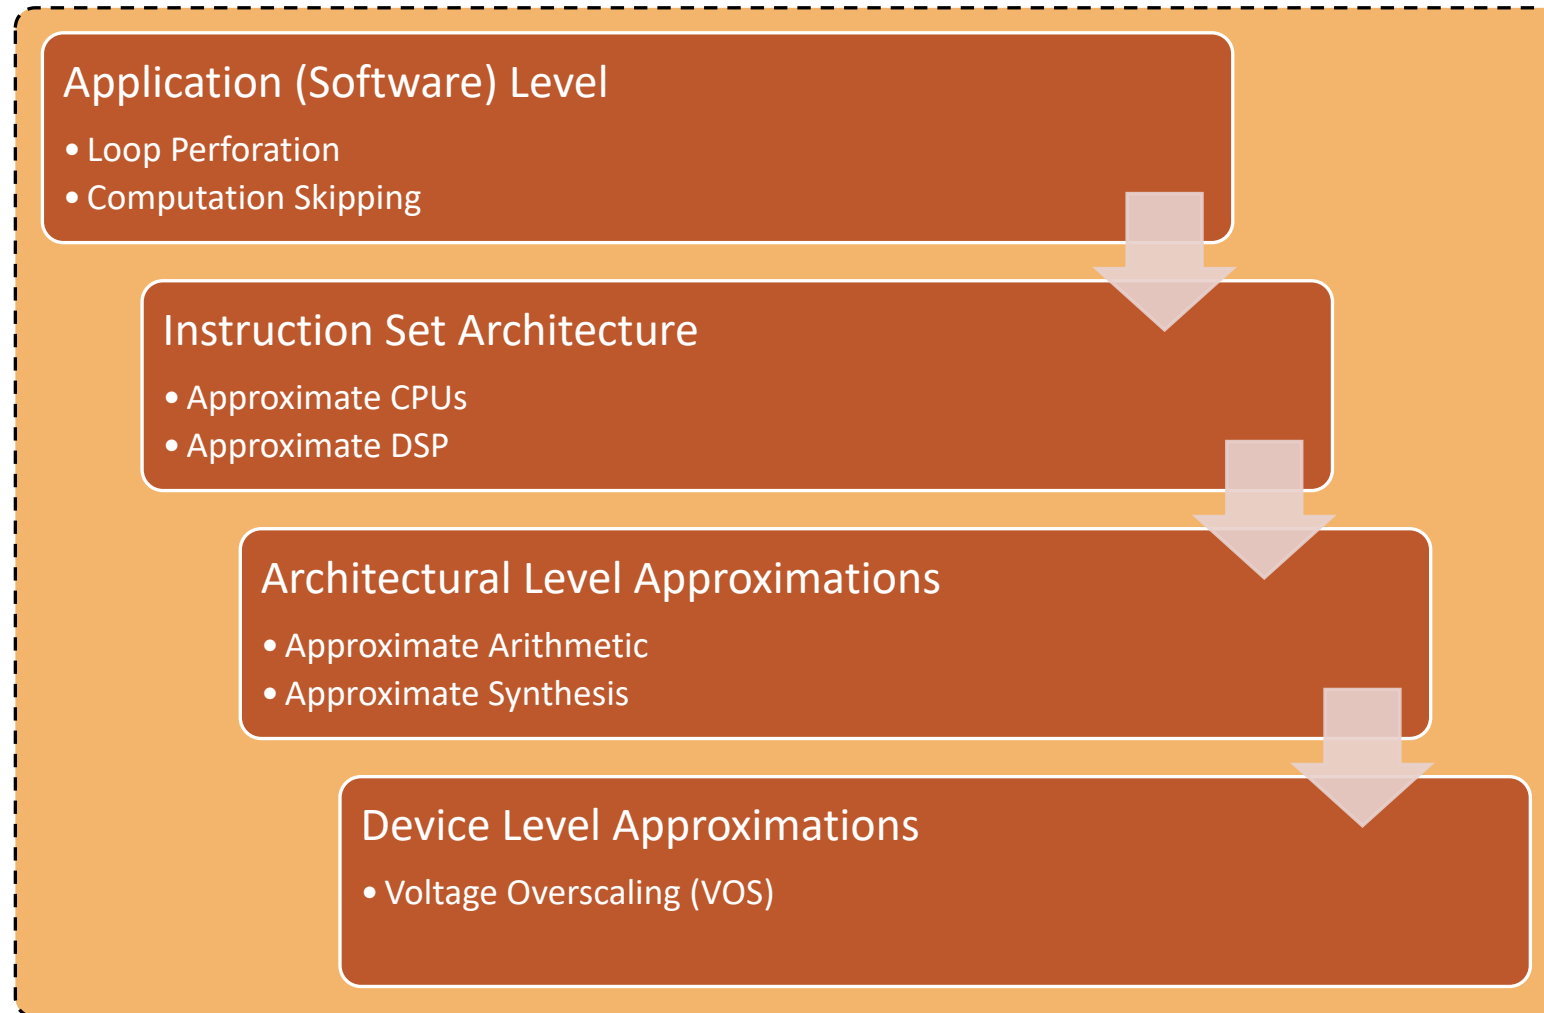 Application (Software) Level
• Loop Perforation
• Computation Skipping
Instruction Set Architecture
• Approximate CPUs
• Approximate DSP
Architectural Level Approximations
• Approximate Arithmetic
• Approximate Synthesis
Device Level Approximations
• Voltage Overscaling (VOS)